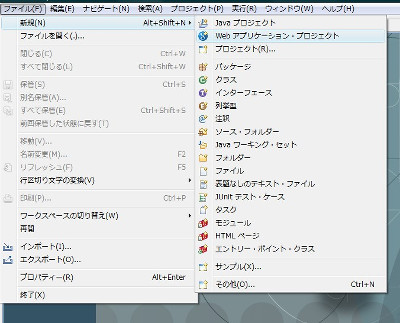 ファイル(F) 編集(E) ナビゲート(N) 検索(A) プロジェクト(P) 実行(R) ウィンドウ(W) ヘルプ(H)
新規(N) Alt+Shift+N
ファイルを開く(.)...
閉じる(C) Ctrl+W
すべて閉じる(L) Ctrl+Shift+W
保管(S) Ctrl+S
別名保管(A)...
すべて保管(E) Ctrl+Shift+S
前回保管した状態に戻す(T)
移動(V)...
名前変更(M)... F2
リフレッシュ(F) F5
行区切り文字の変換(V)
印刷(P)... Ctrl+P
ワークスペースの切り替え(W)
再開
インポート(I)...
エクスポート(O)...
プロパティー(R) Alt+Enter
終了(X)
Java プロジェクト
Web アプリケーション・プロジェクト
プロジェクト(R)...
パッケージ
クラス
インターフェース
列挙型
注釈
ソース・フォルダー
Java ワーキング・セット
フォルダー
ファイル
表題なしのテキスト・ファイル
JUnit テスト・ケース
タスク
モジュール
HTML ページ
エントリー・ポイント・クラス
サンプル(X)...
その他(O)... Ctrl+N